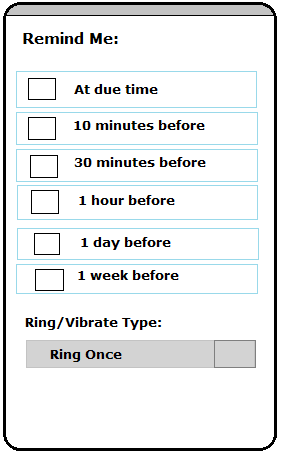 Remind Me:
At due time
10 minutes before
30 minutes before
1 hour before
1 day before
1 week before
Ring/Vibrate Type:
Ring Once